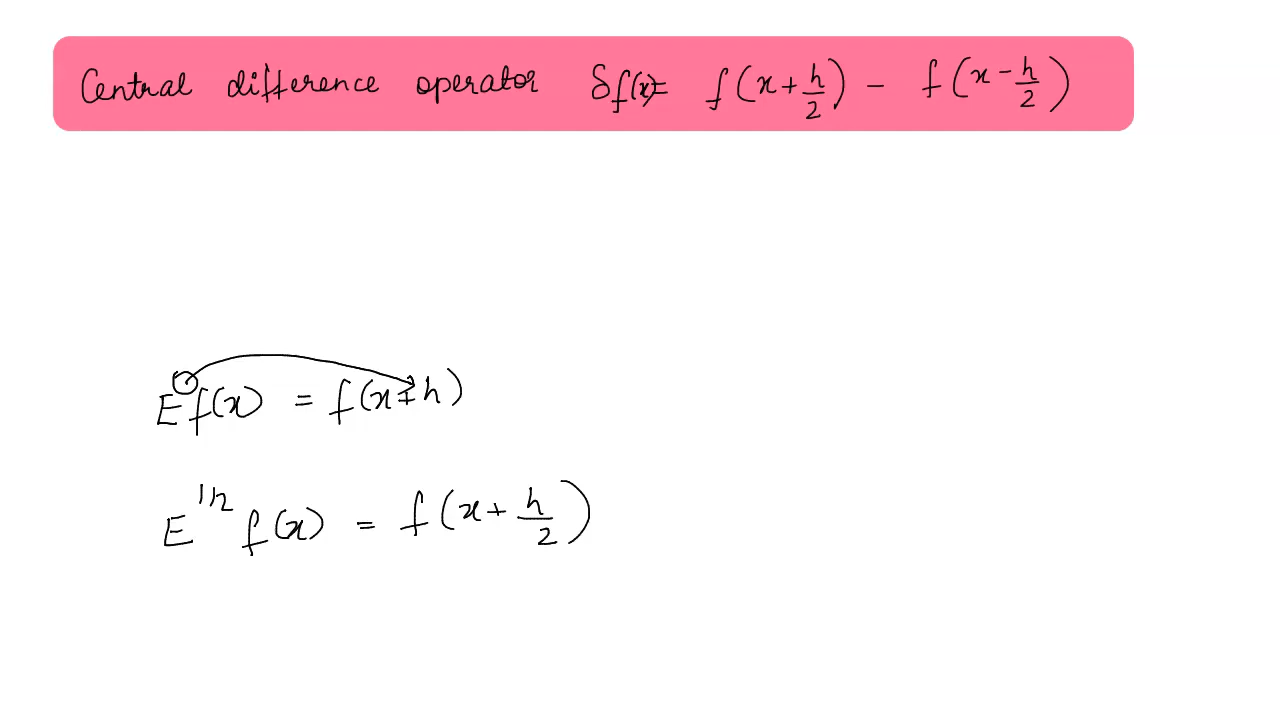 Central difference operator δf(x)= f(x+h/2) - f(x-h/2)
Ef(x) = f(x+h)
E^1/2 f(x) = f(x+h/2)